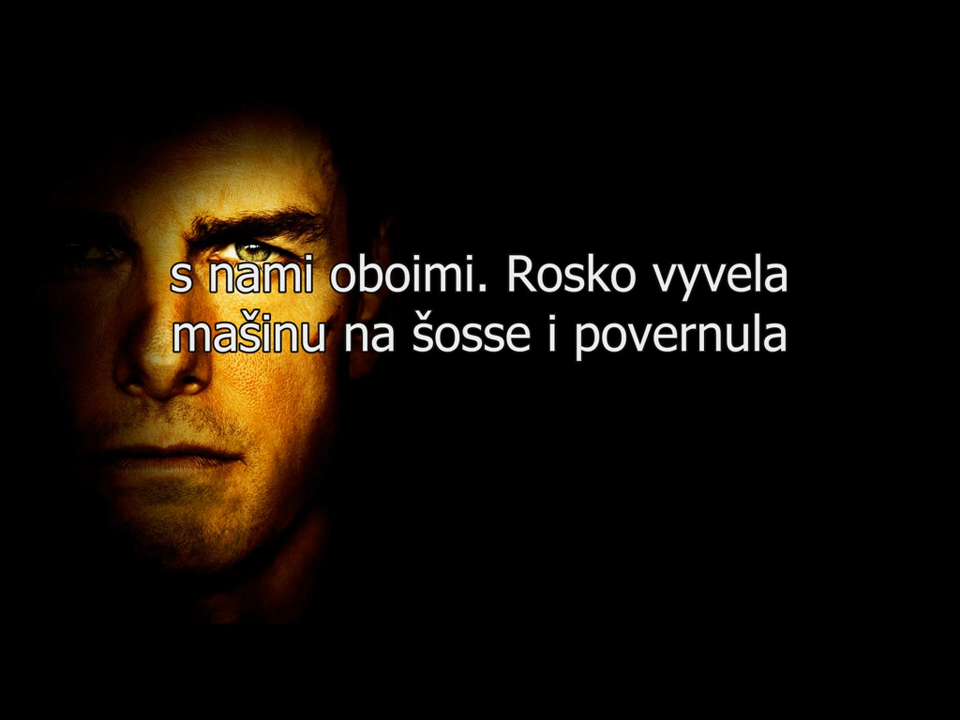 s nami oboimi. Rosko vyvela
mašinu na šosse i povernula